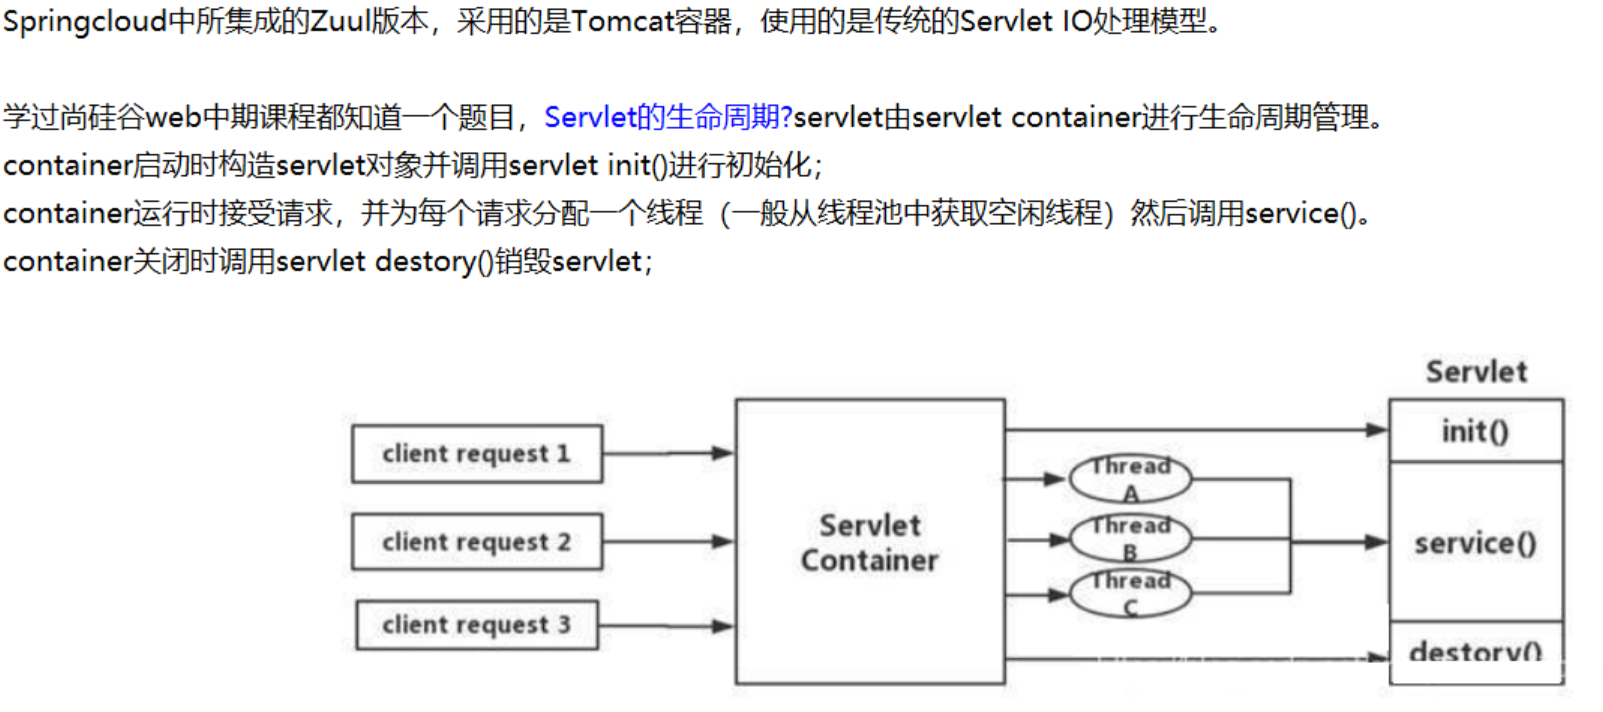 Springcloud中所集成的Zuul版本，采用的是Tomcat容器，使用的是传统的Servlet IO处理模型。
学过尚硅谷web中期课程都知道一个题目，Servlet的生命周期?servlet由servlet container进行生命周期管理。
container启动时构造servlet对象并调用servlet init()进行初始化；
container运行时接受请求，并为每个请求分配一个线程（一般从线程池中获取空闲线程）然后调用service()。
container关闭时调用servlet destory()销毁servlet；
Servlet
init()
client request 1
Thread
A
client request 2
Servlet
Container
Thread
B
service()
Thread
C
client request 3
destory()